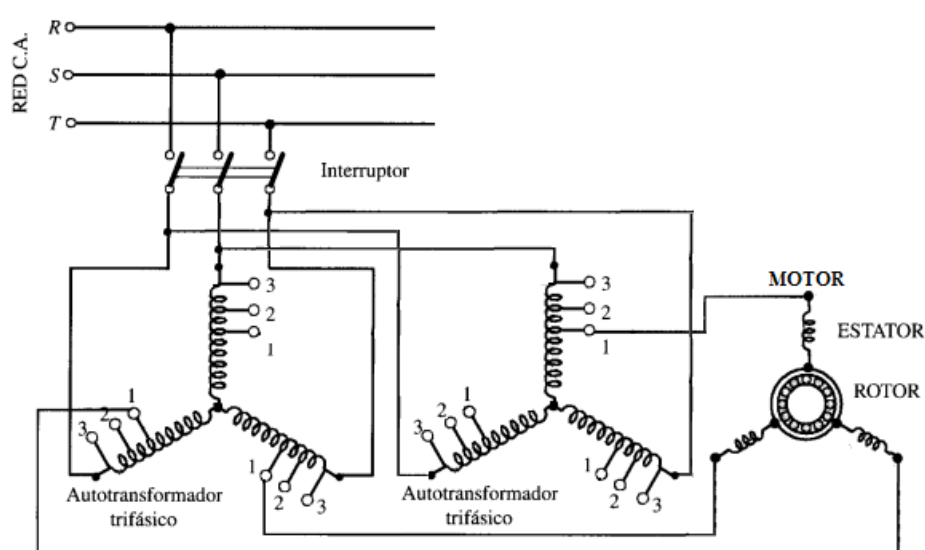 RED C.A.
R
S
T
Interruptor
3
2
1
3
2
1
MOTOR
ESTATOR
ROTOR
1
2
3
1
2
3
1
2
3
1
2
3
Autotransformador
trifásico
Autotransformador
trifásico